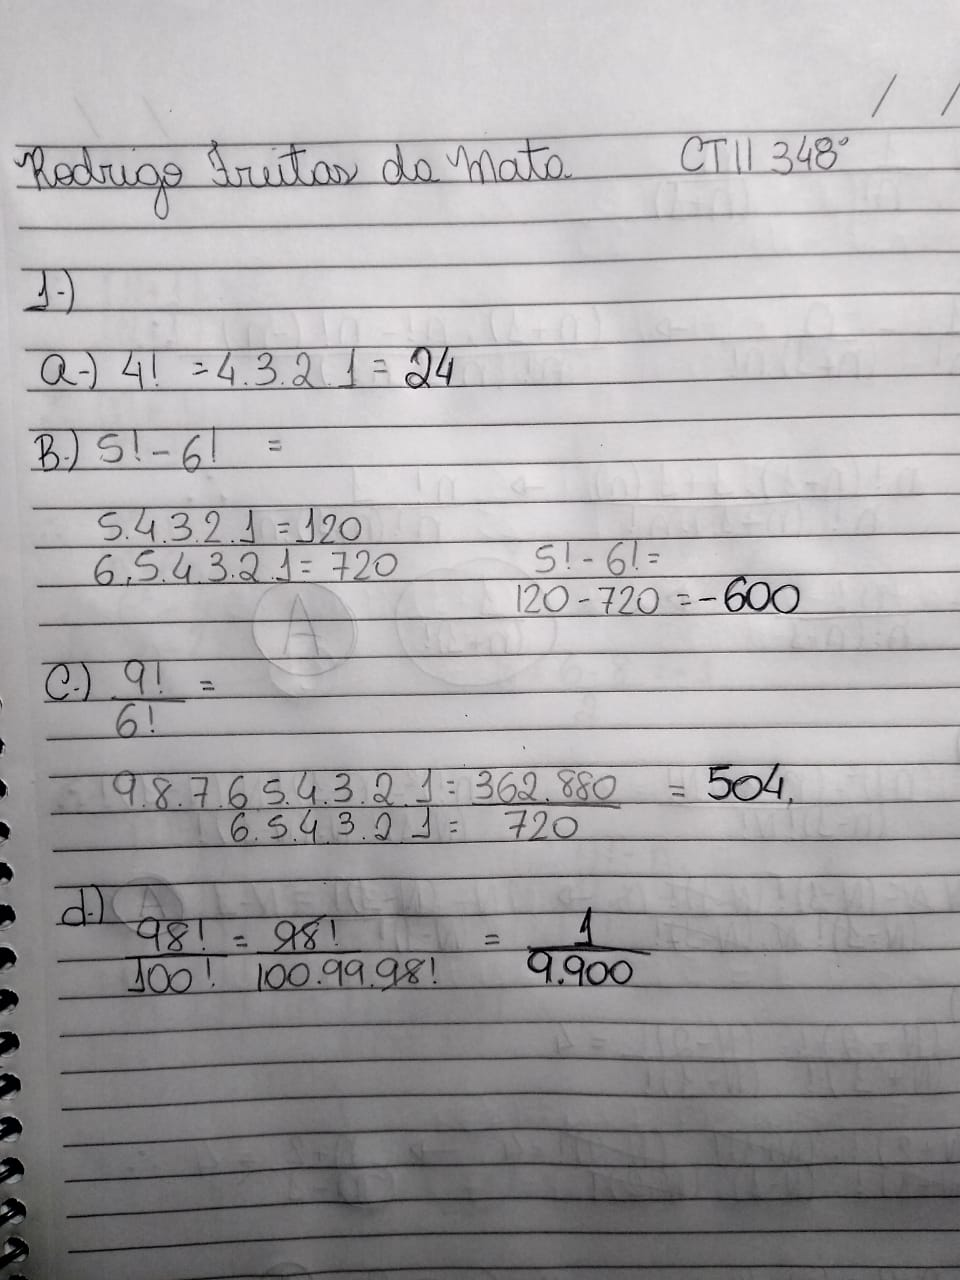 Rodrigo Freitas da Mata CTII 348°
1-)
a-) 4! = 4.3.2.1 = 24
B-) 5! - 6! =
5.4.3.2.1 = 120
6.5.4.3.2.1 = 720
5! - 6! =
120 - 720 = -600
C-) 9!/6! =
9.8.7.6.5.4.3.2.1 = 362.880 = 504.
6.5.4.3.2.1 = 720
d-)
98!/100! = 98!/100.99.98! = 1/9.900